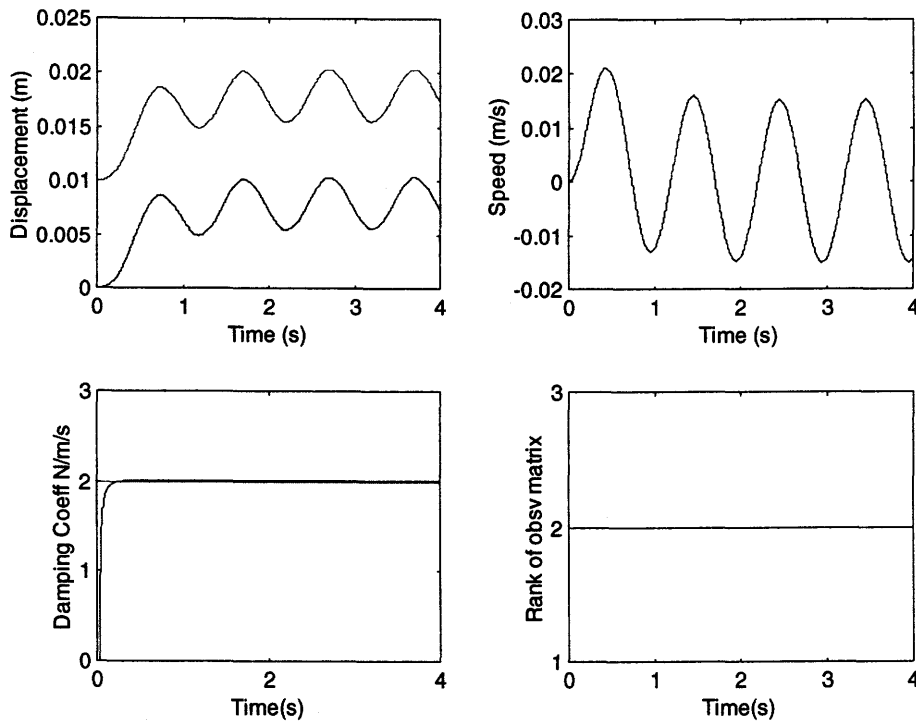 0.025
0.02
0.015
0.01
0.005
0
0 1 2 3 4
Displacement (m)
Time (s)
0.03
0.02
0.01
0
-0.01
-0.02
0 1 2 3 4
Speed (m/s)
Time (s)
3
2
1
0
0 1 2 3 4
Damping Coeff N/m/s
Time(s)
3
2
1
0 1 2 3 4
Rank of obsv matrix
Time(s)